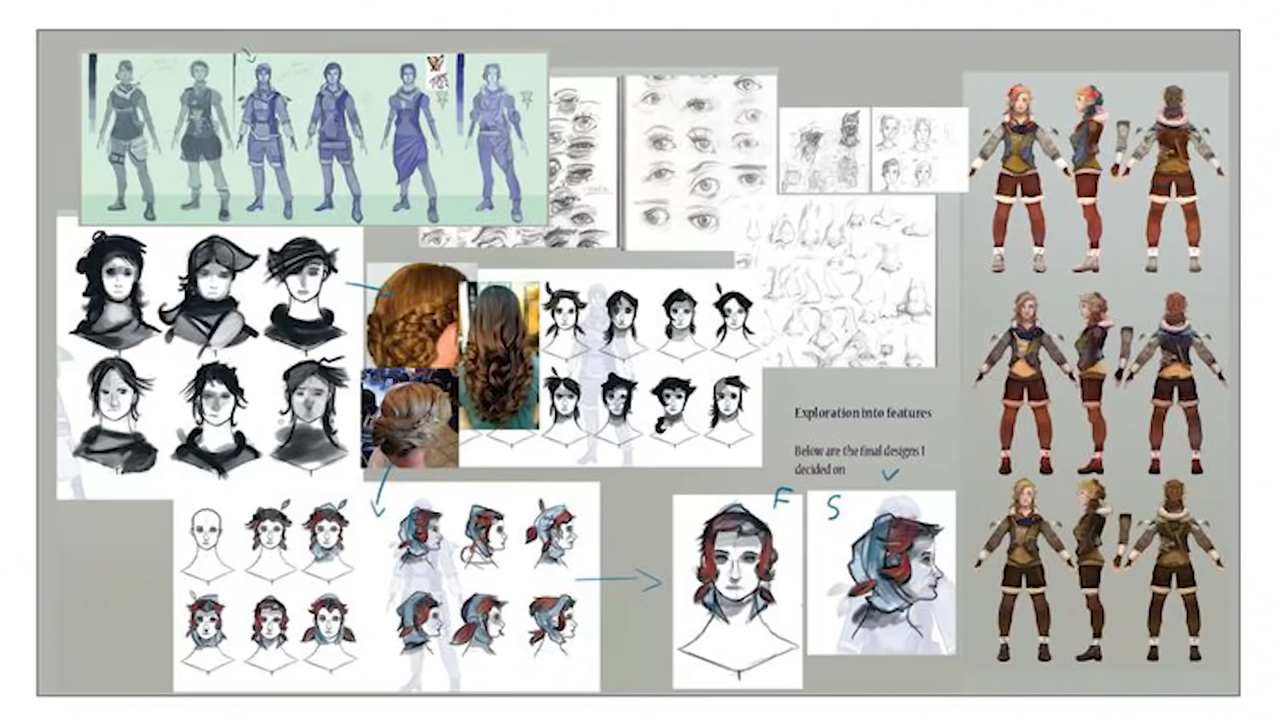 Exploration into features
Below are the final designs I
decided on
F
S